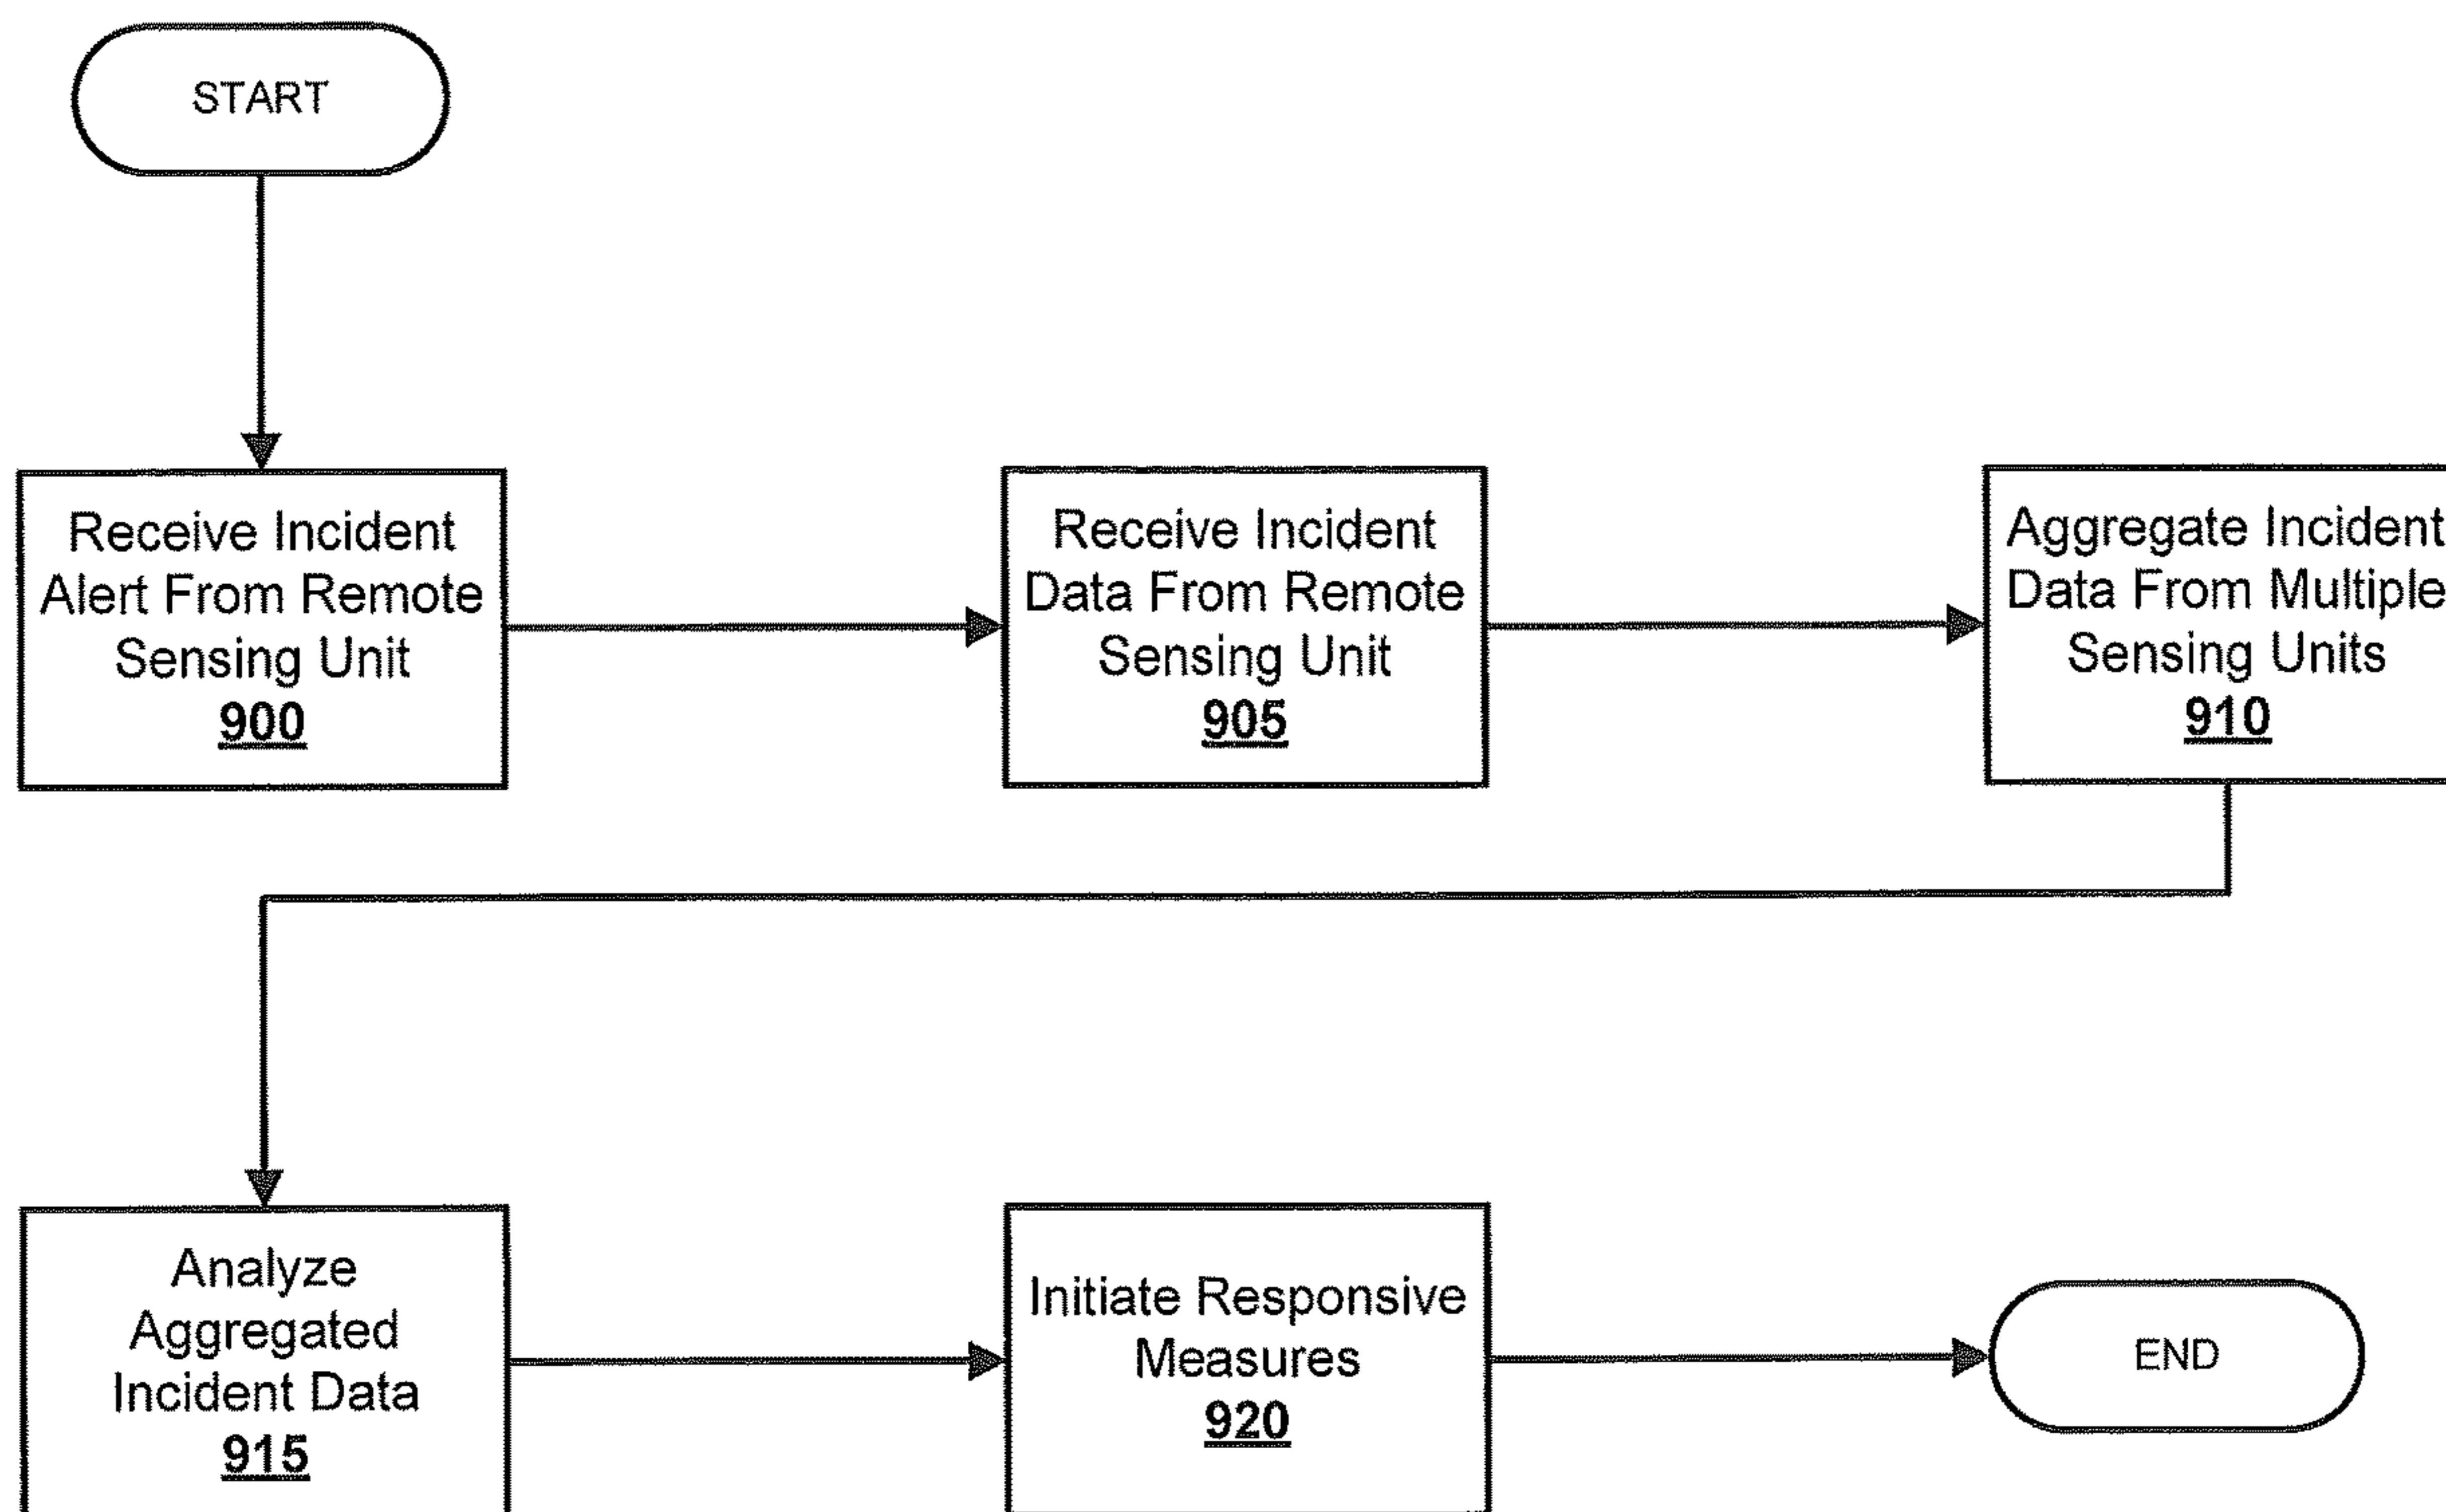 START
Receive Incident
Alert From Remote
Sensing Unit
900
Receive Incident
Data From Remote
Sensing Unit
905
Aggregate Incident
Data From Multiple
Sensing Units
910
Analyze
Aggregated
Incident Data
915
Initiate Responsive
Measures
920
END